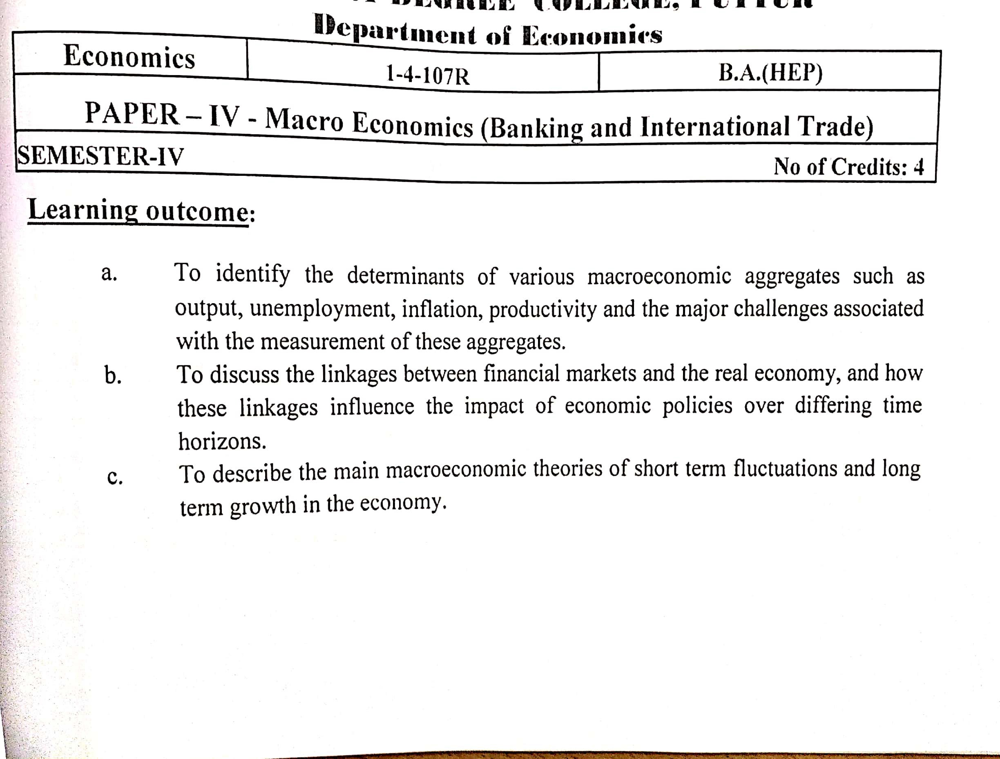 DEGREE COLLEGE, PUTTUR
Department of Economics
Economics 1-4-107R B.A.(HEP)
PAPER – IV - Macro Economics (Banking and International Trade)
SEMESTER-IV No of Credits: 4
Learning outcome:
a. To identify the determinants of various macroeconomic aggregates such as
output, unemployment, inflation, productivity and the major challenges associated
with the measurement of these aggregates.
b. To discuss the linkages between financial markets and the real economy, and how
these linkages influence the impact of economic policies over differing time
horizons.
c. To describe the main macroeconomic theories of short term fluctuations and long
term growth in the economy.